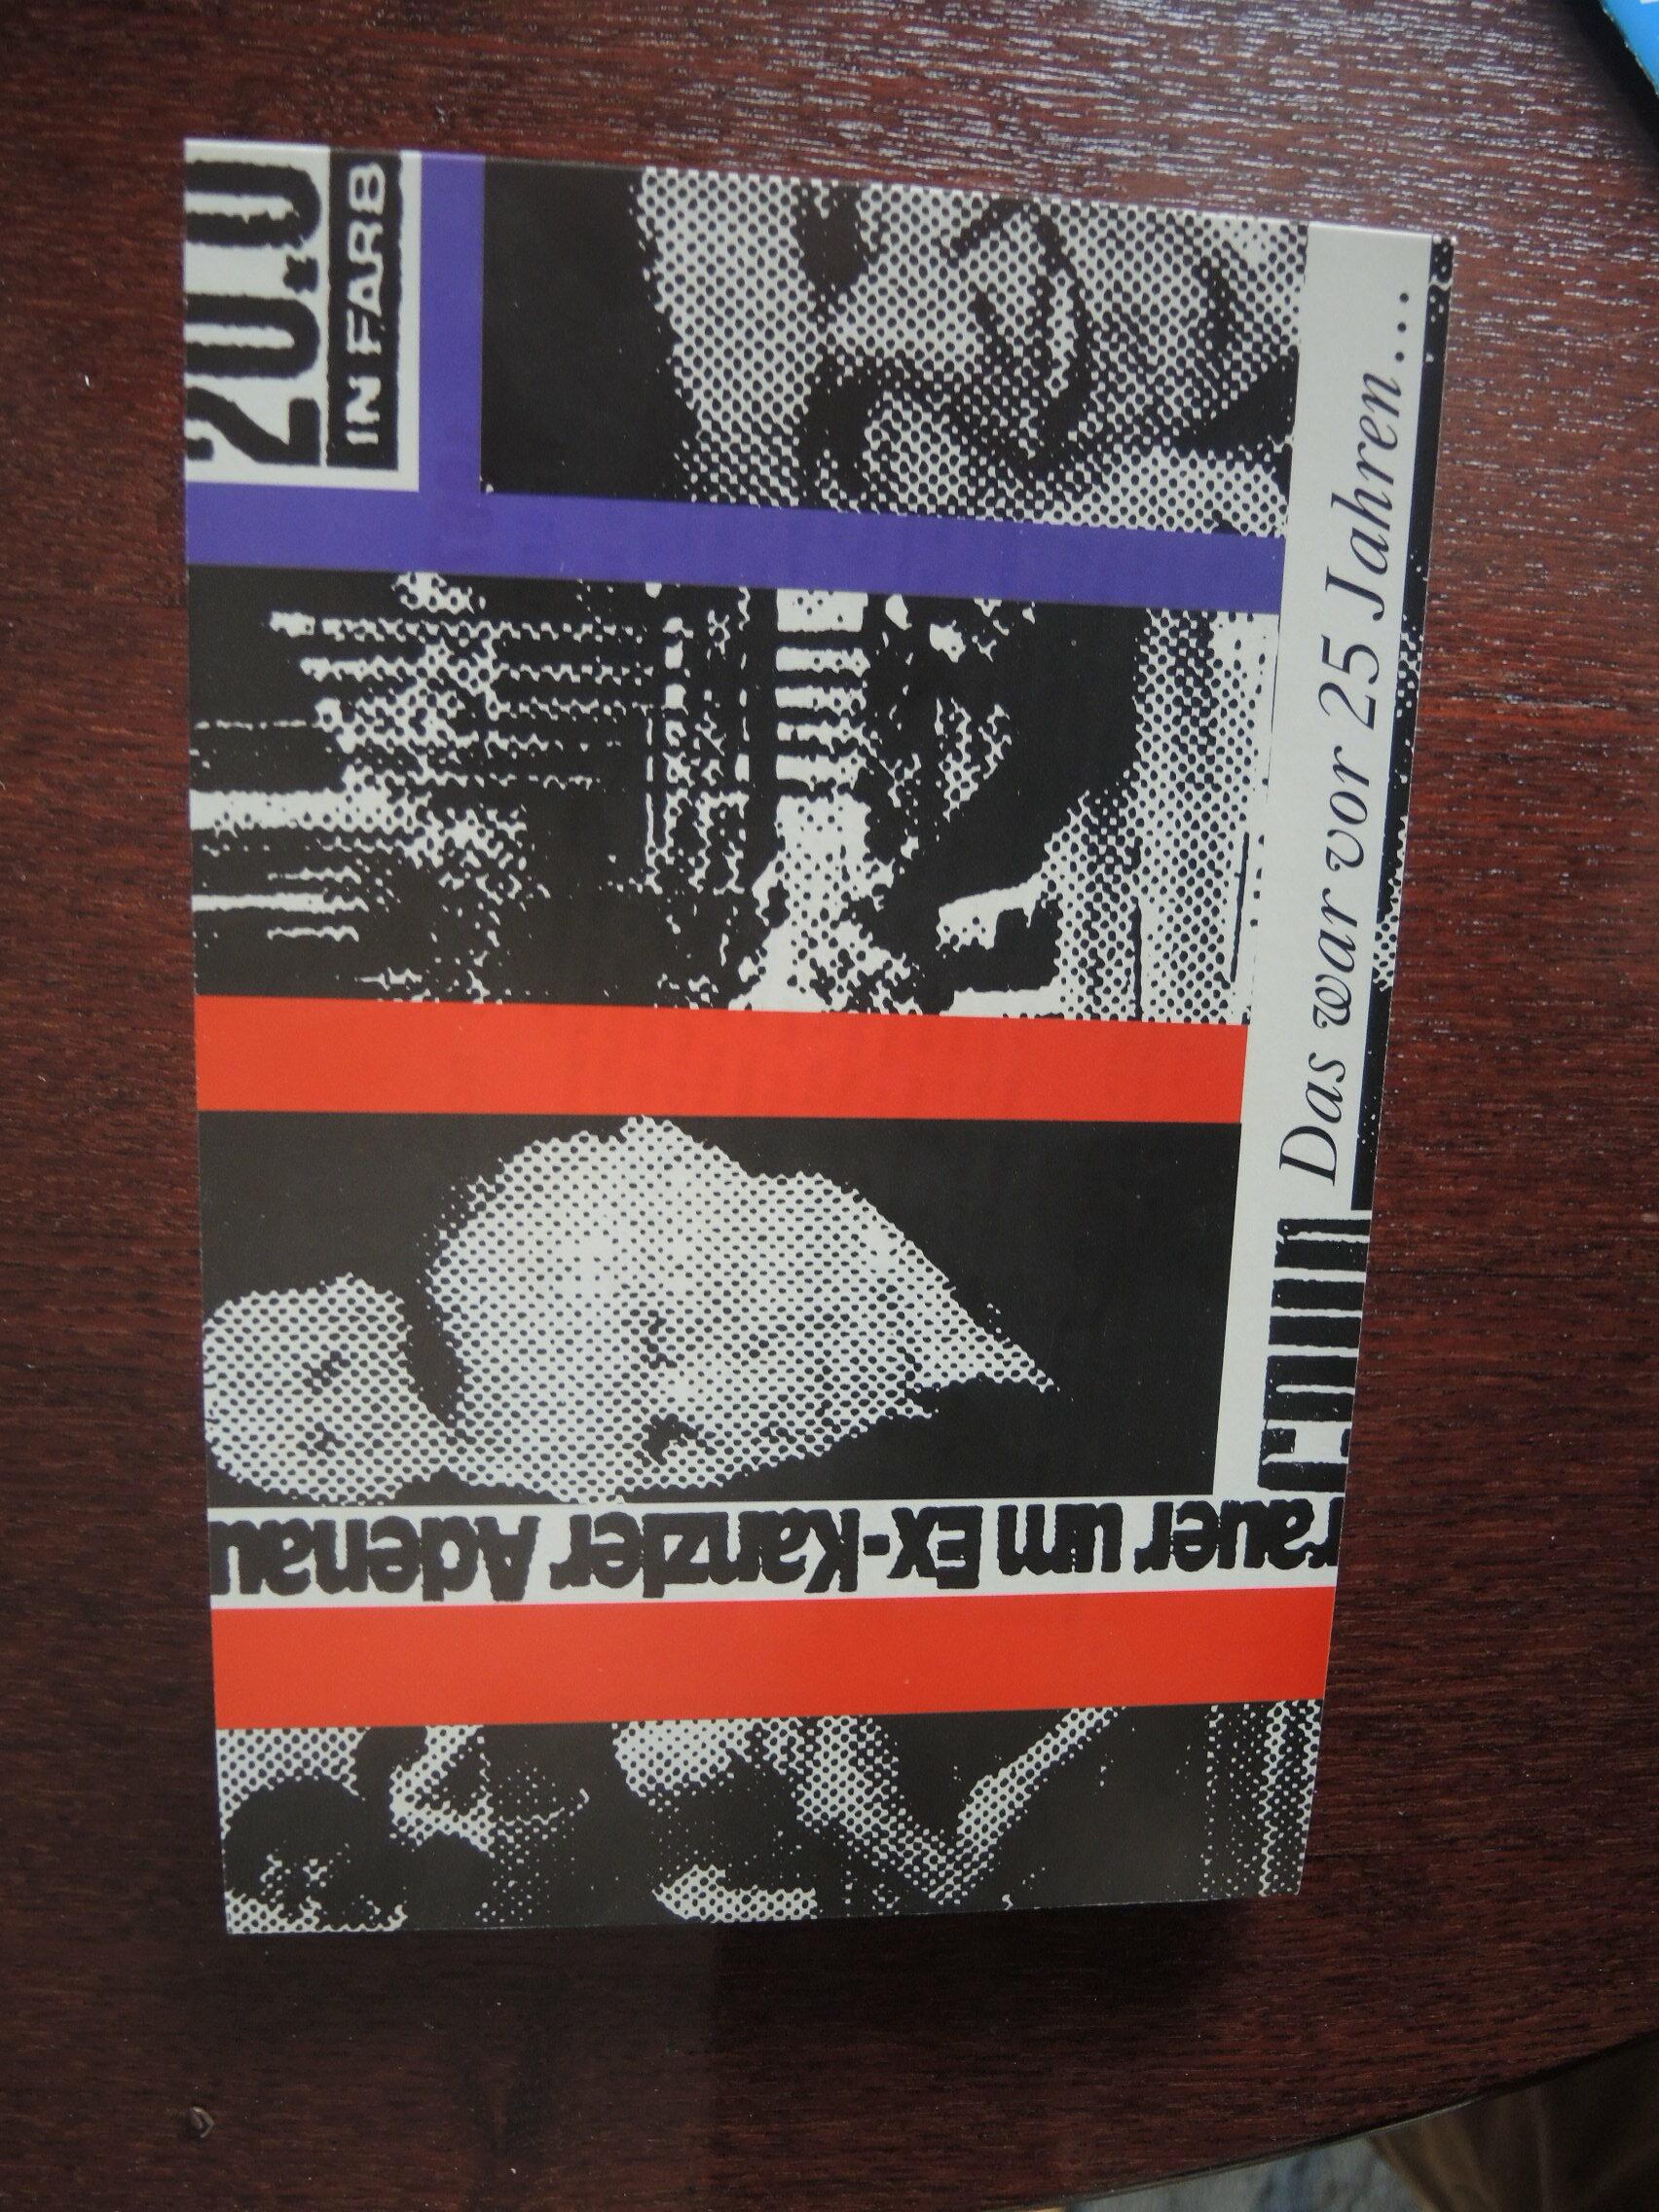 20.0
IN FARB
Das war vor 25 Jahren...
rauer um Ex-Kanzler Adenau